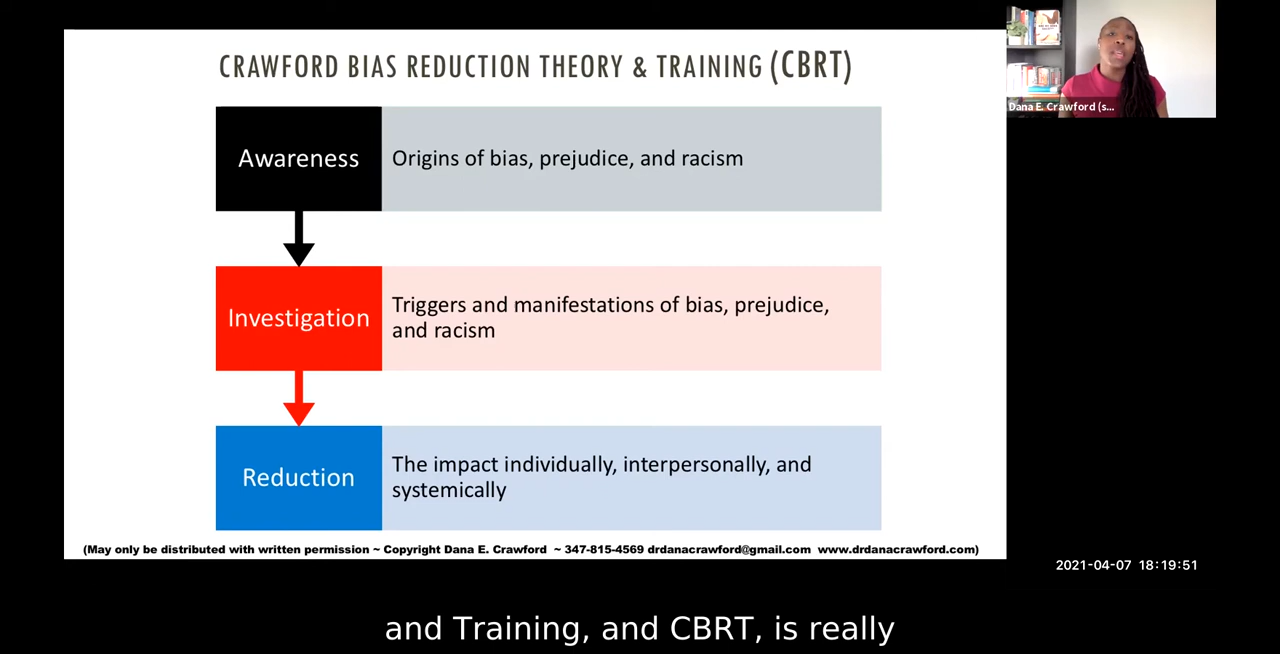 CRAWFORD BIAS REDUCTION THEORY & TRAINING (CBRT)
Dana E. Crawford (s...
Awareness
Origins of bias, prejudice, and racism
Investigation
Triggers and manifestations of bias, prejudice,
and racism
Reduction
The impact individually, interpersonally, and
systemically
(May only be distributed with written permission ~ Copyright Dana E. Crawford ~ 347-815-4569 drdanacrawford@gmail.com www.drdanacrawford.com)
2021-04-07 18:19:51
and Training, and CBRT, is really